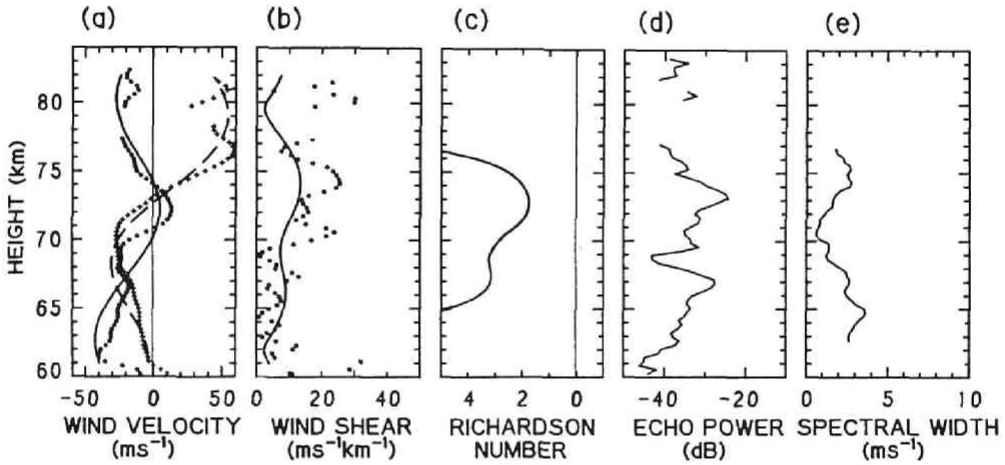 (a) (b) (c) (d) (e)
HEIGHT (km)
80
75
70
65
60
-50 0 50 0 20 40 4 2 0 -40 -20 0 5 10
WIND VELOCITY WIND SHEAR RICHARDSON ECHO POWER SPECTRAL WIDTH
(ms⁻¹) (ms⁻¹km⁻¹) NUMBER (dB) (ms⁻¹)